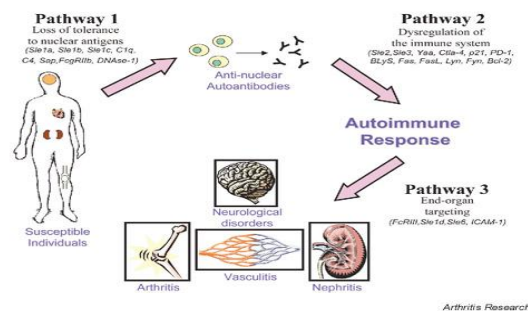 Pathway 1
Loss of tolerance
to nuclear antigens
(Sle1a, Sle1b, Sle1c, C1q,
C4, Sap,FcgRIIb, DNAse-1)
Anti-nuclear
Autoantibodies
Pathway 2
Dysregulation of
the immune system
(Sle2,Sle3, Yaa, Ctla-4, p21, PD-1,
BLyS, Fas, FasL, Lyn, Fyn, Bcl-2)
Autoimmune
Response
Pathway 3
End-organ
targeting
(FcRIII,Sle1d,Sle6, ICAM-1)
Susceptible
Individuals
Neurological
disorders
Arthritis
Vasculitis
Nephritis
Arthritis Research